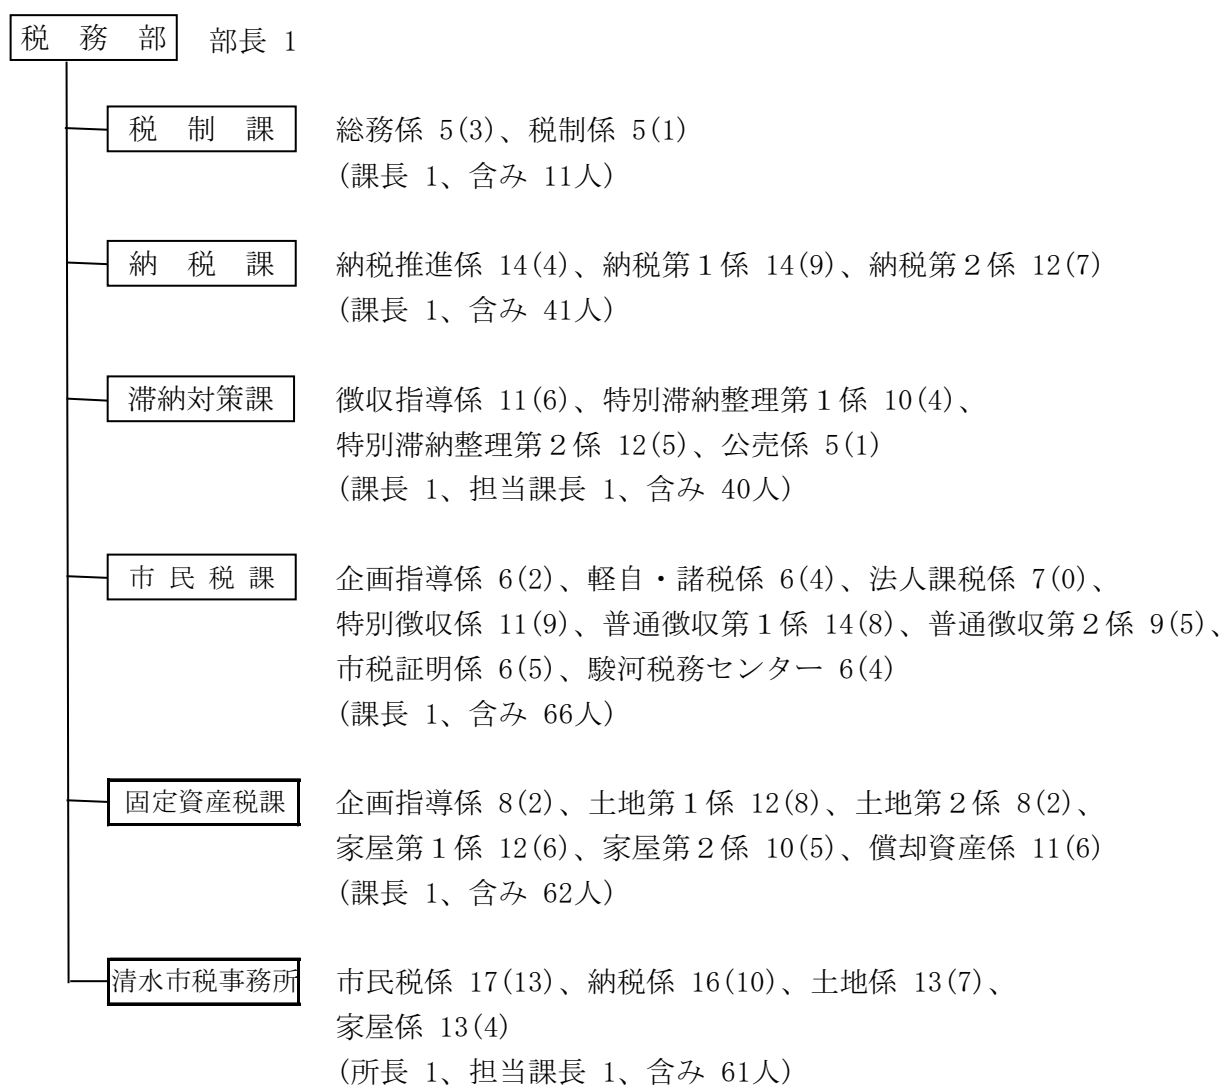 税務部 部長 1
税制課 総務係 5(3)、税制係 5(1)
(課長 1、含み 11人)
納税課 納税推進係 14(4)、納税第１係 14(9)、納税第２係 12(7)
(課長 1、含み 41人)
滞納対策課 徴収指導係 11(6)、特別滞納整理第１係 10(4)、
特別滞納整理第２係 12(5)、公売係 5(1)
(課長 1、担当課長 1、含み 40人)
市民税課 企画指導係 6(2)、軽自・諸税係 6(4)、法人課税係 7(0)、
特別徴収係 11(9)、普通徴収第１係 14(8)、普通徴収第２係 9(5)、
市税証明係 6(5)、駿河税務センター 6(4)
(課長 1、含み 66人)
固定資産税課 企画指導係 8(2)、土地第１係 12(8)、土地第２係 8(2)、
家屋第１係 12(6)、家屋第２係 10(5)、償却資産係 11(6)
(課長 1、含み 62人)
清水市税事務所 市民税係 17(13)、納税係 16(10)、土地係 13(7)、
家屋係 13(4)
(所長 1、担当課長 1、含み 61人)